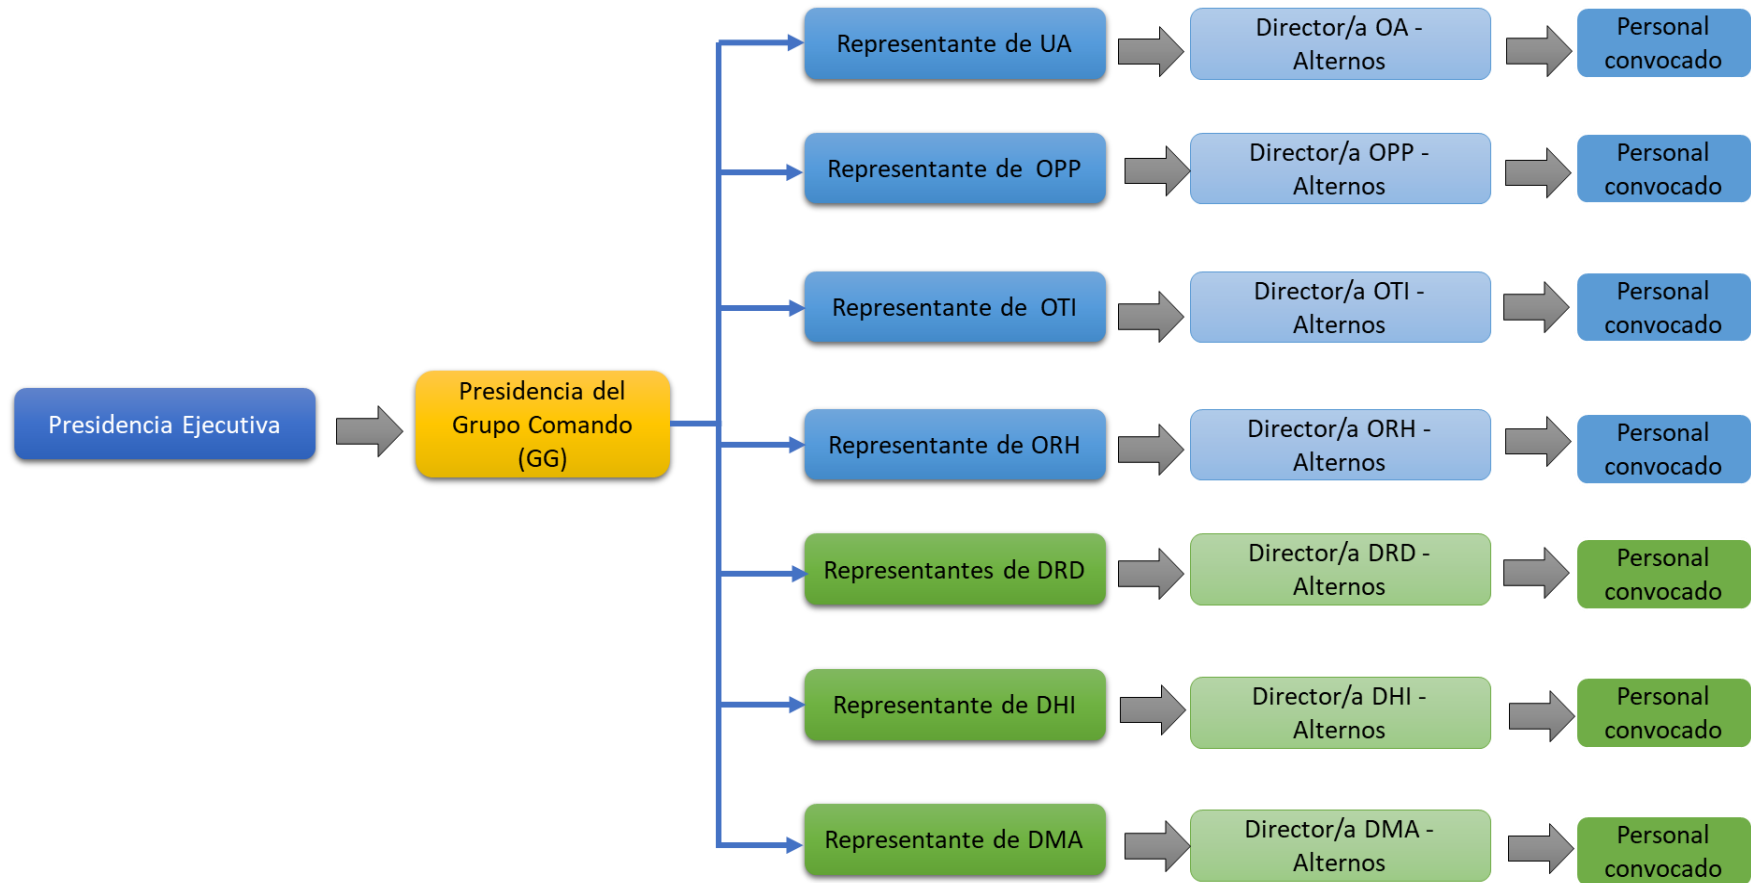 Representante de UA
Director/a OA -
Alternos
Personal
convocado
Representante de OPP
Director/a OPP -
Alternos
Personal
convocado
Representante de OTI
Director/a OTI -
Alternos
Personal
convocado
Presidencia Ejecutiva
Presidencia del
Grupo Comando
(GG)
Representante de ORH
Director/a ORH -
Alternos
Personal
convocado
Representantes de DRD
Director/a DRD -
Alternos
Personal
convocado
Representante de DHI
Director/a DHI -
Alternos
Personal
convocado
Representante de DMA
Director/a DMA -
Alternos
Personal
convocado